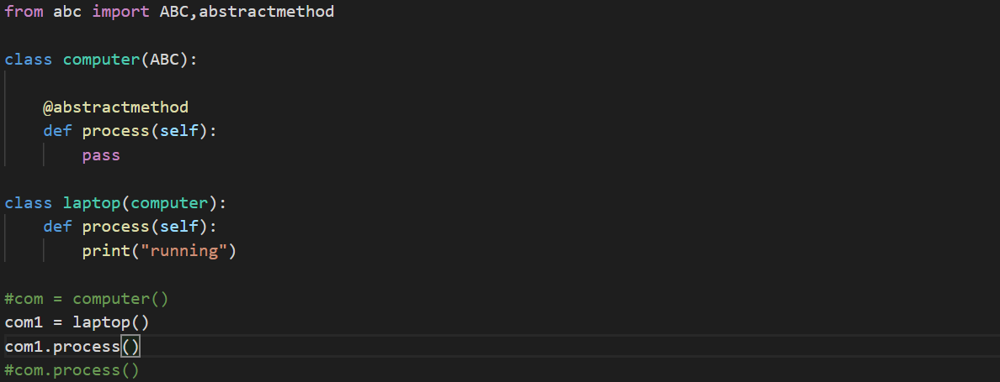 from abc import ABC,abstractmethod
class computer(ABC):
@abstractmethod
def process(self):
pass
class laptop(computer):
def process(self):
print("running")
#com = computer()
com1 = laptop()
com1.process()
#com.process()